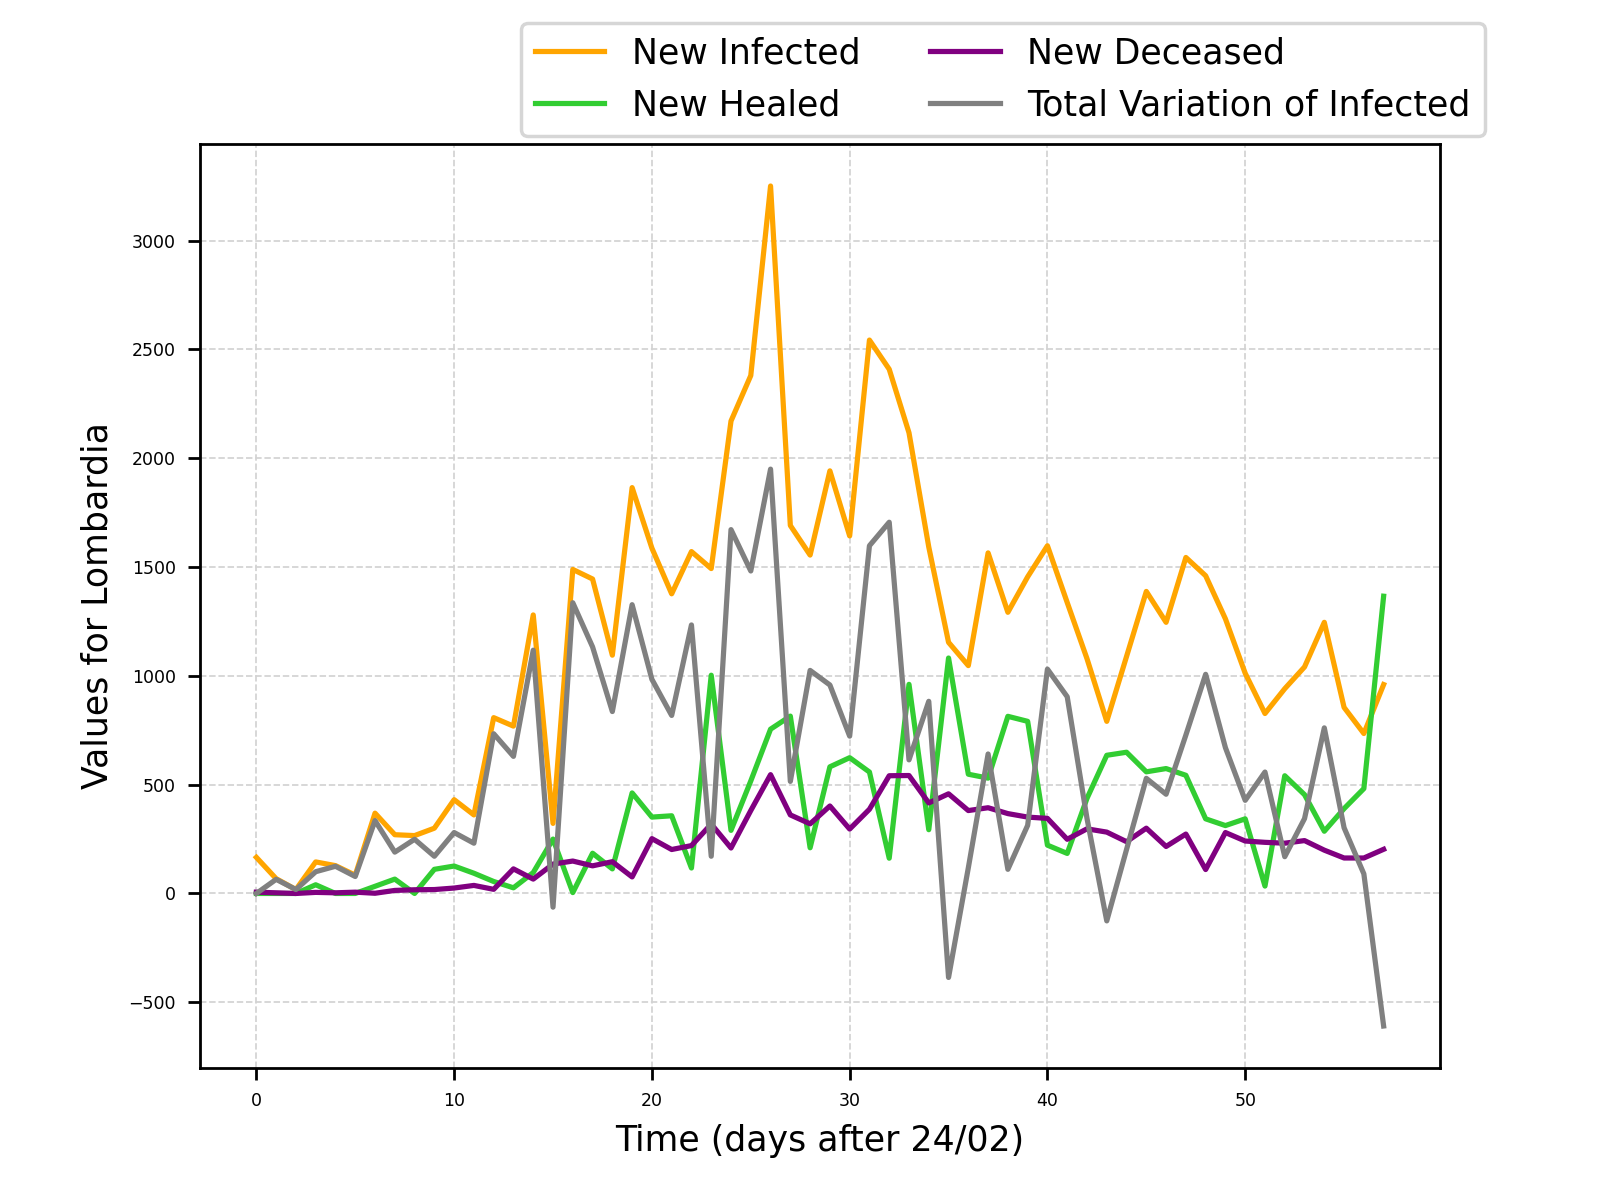 New Infected
New Healed
New Deceased
Total Variation of Infected
Values for Lombardia
3000
2500
2000
1500
1000
500
0
−500
0 10 20 30 40 50
Time (days after 24/02)